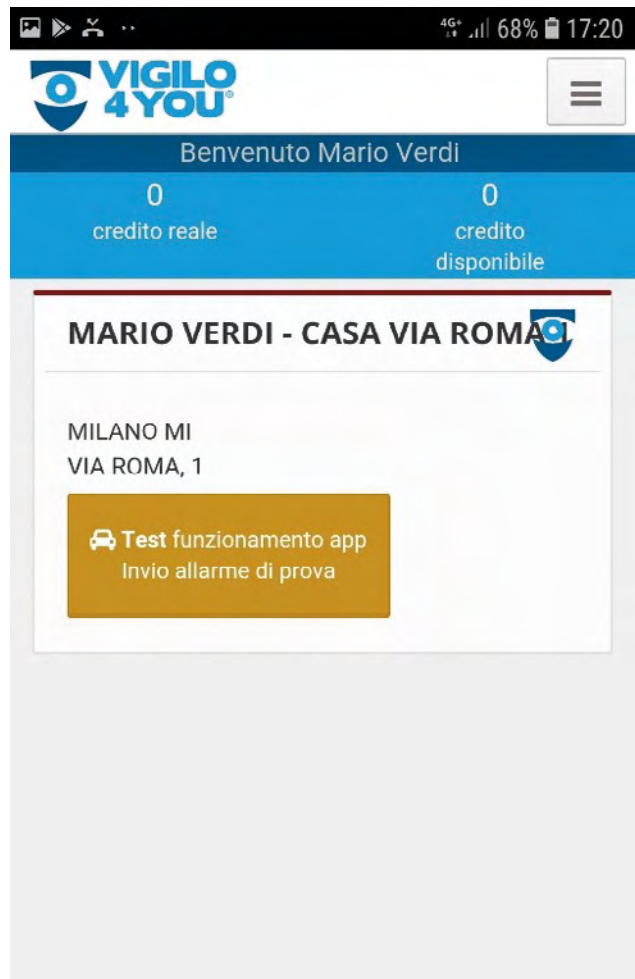 4G+ 68% 17:20
VIGILO
4YOU®
Benvenuto Mario Verdi
0
credito reale
0
credito
disponibile
MARIO VERDI - CASA VIA ROMA 1
MILANO MI
VIA ROMA, 1
Test funzionamento app
Invio allarme di prova